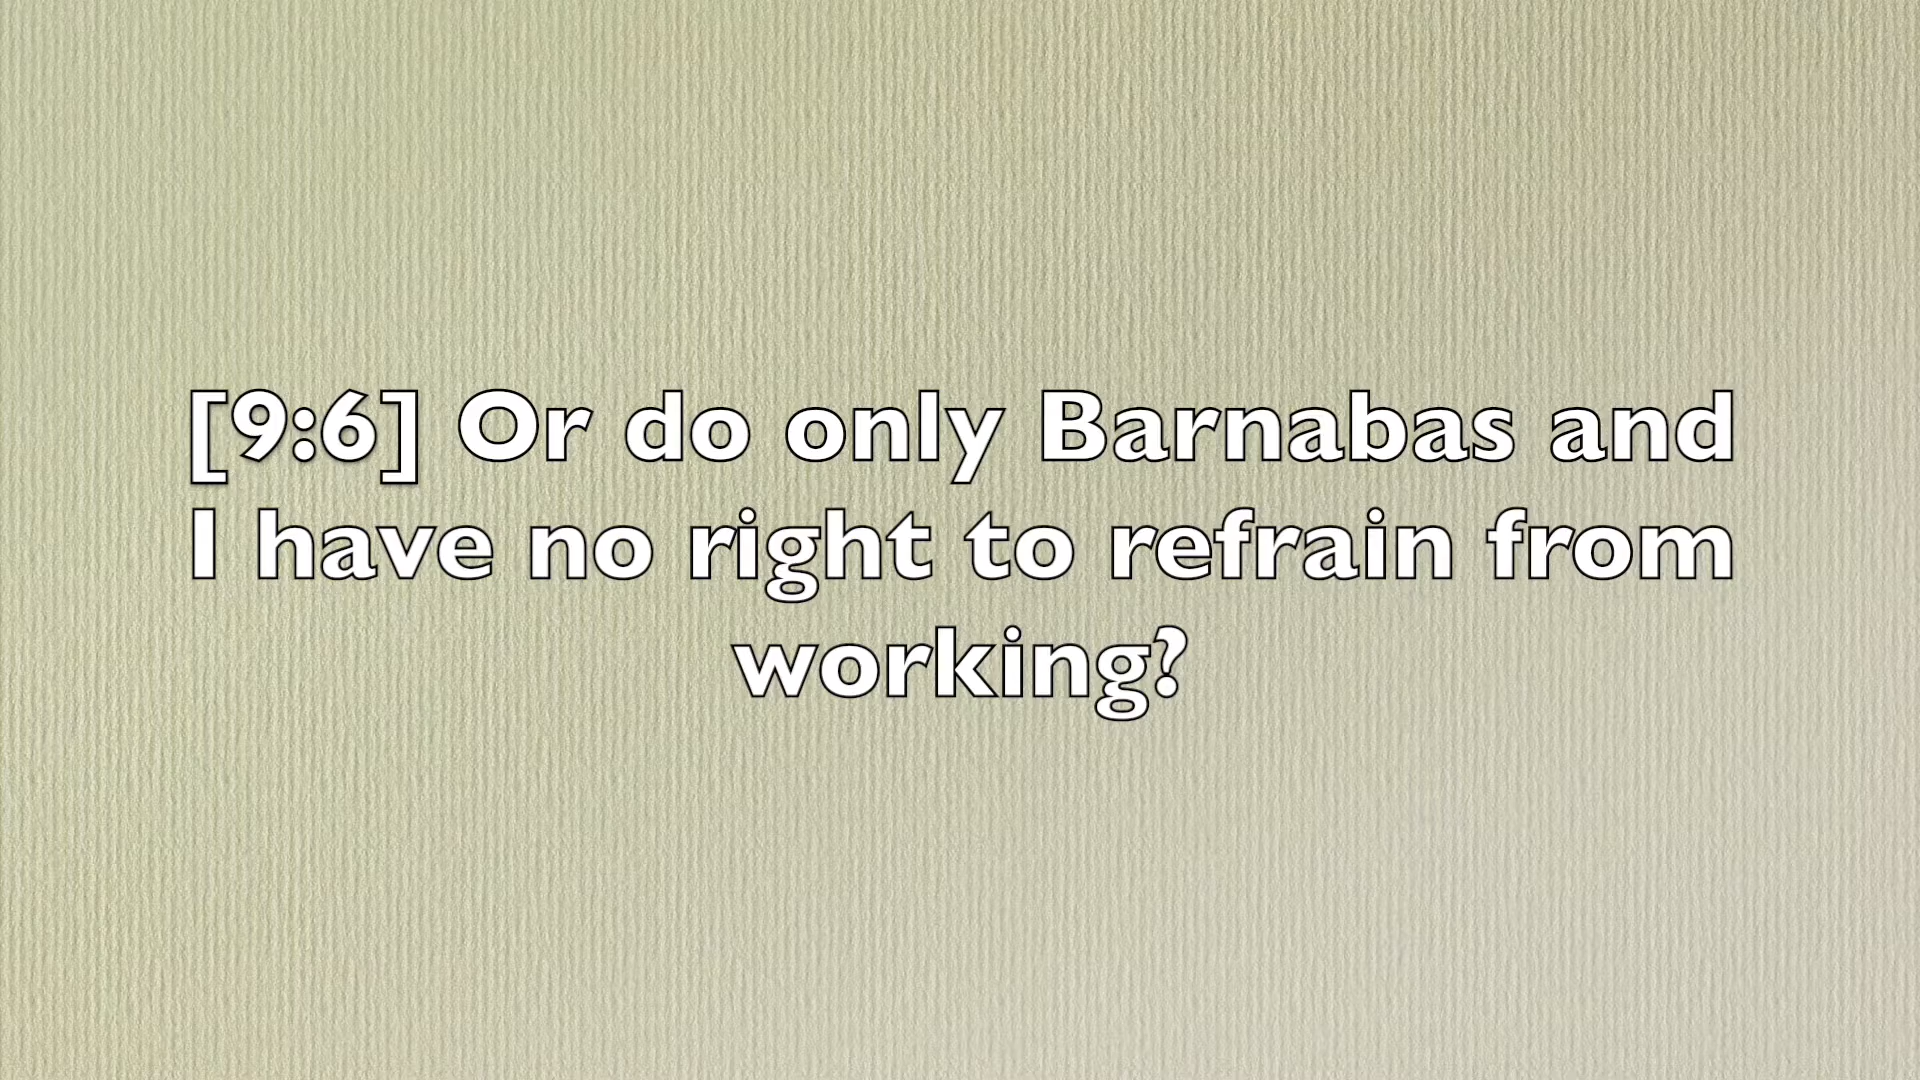 [9:6] Or do only Barnabas and
I have no right to refrain from
working?